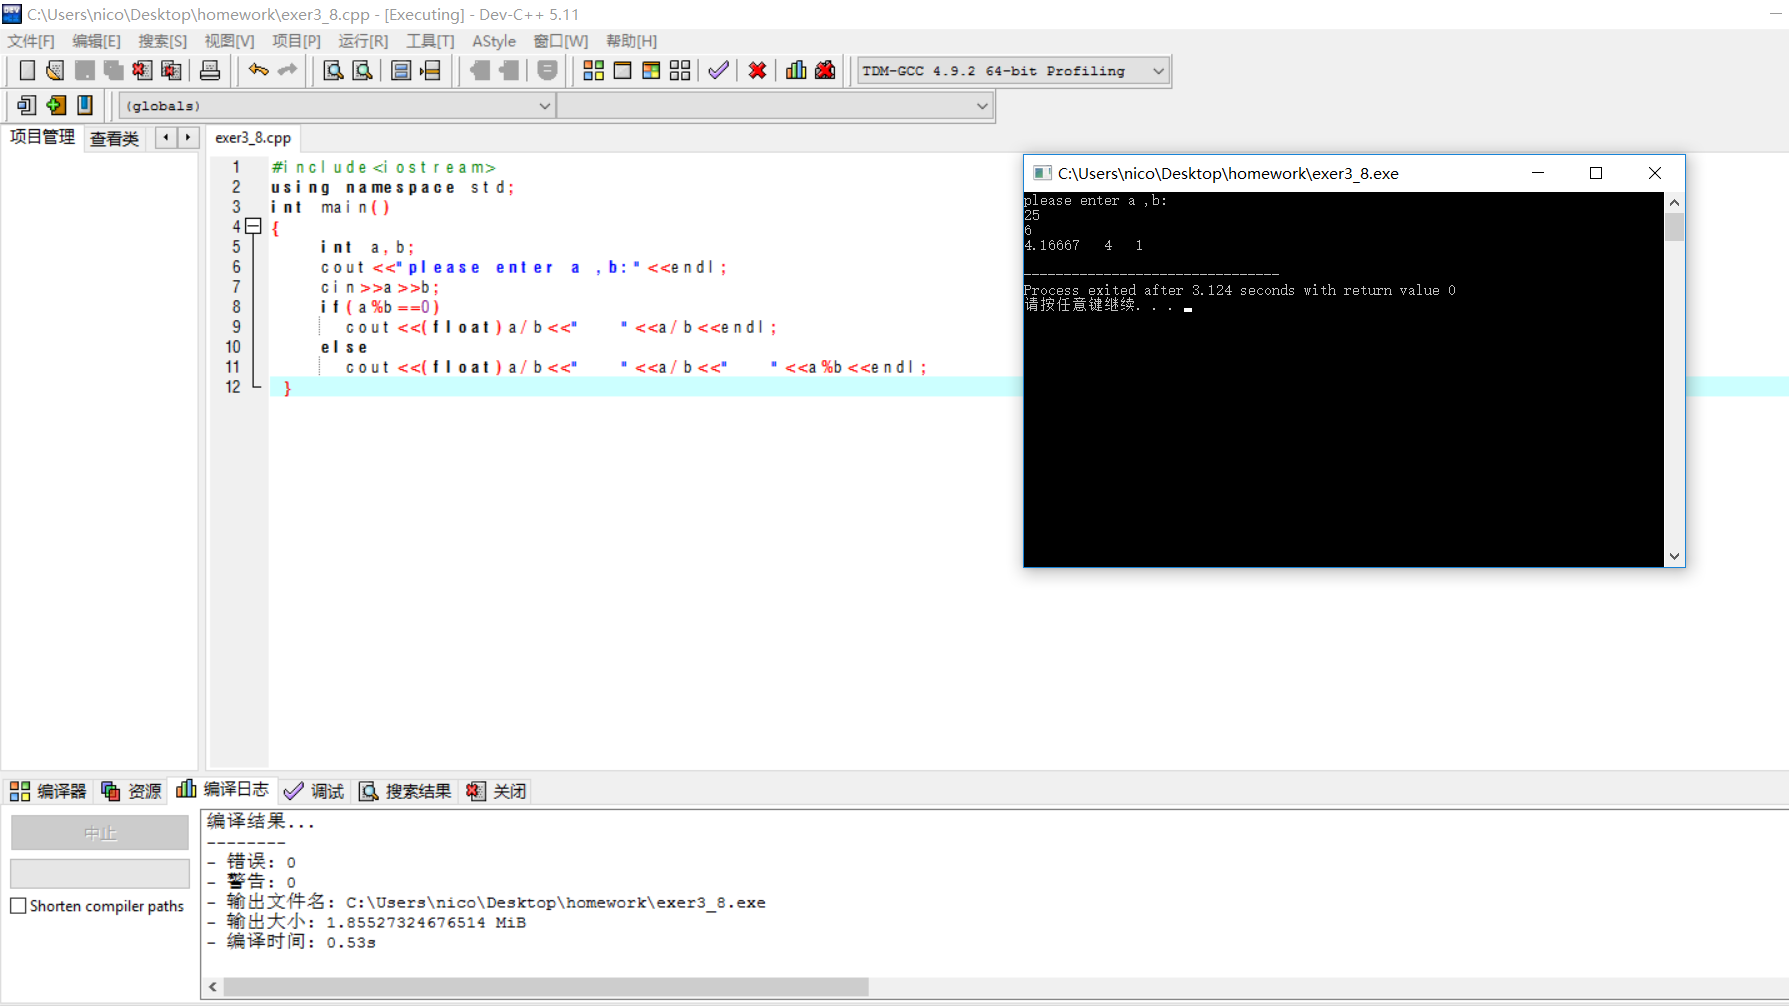 C:\Users\nico\Desktop\homework\exer3_8.cpp - [Executing] - Dev-C++ 5.11
文件[F] 编辑[E] 搜索[S] 视图[V] 项目[P] 运行[R] 工具[T] AStyle 窗口[W] 帮助[H]
TDM-GCC 4.9.2 64-bit Profiling
(globals)
项目管理 查看类
exer3_8.cpp
1 #include<iostream>
2 using namespace std;
3 int main()
4 {
5 int a,b;
6 cout<<"please enter a ,b:"<<endl;
7 cin>>a>>b;
8 if(a%b==0)
9 cout<<(float)a/b<<"   "<<a/b<<endl;
10 else
11 cout<<(float)a/b<<"   "<<a/b<<"   "<<a%b<<endl;
12 }
C:\Users\nico\Desktop\homework\exer3_8.exe
please enter a ,b:
25
6
4.16667   4   1
--------------------------------
Process exited after 3.124 seconds with return value 0
请按任意键继续. . .
编译器 资源 编译日志 调试 搜索结果 关闭
中止
Shorten compiler paths
编译结果...
--------
- 错误: 0
- 警告: 0
- 输出文件名: C:\Users\nico\Desktop\homework\exer3_8.exe
- 输出大小: 1.85527324676514 MiB
- 编译时间: 0.53s